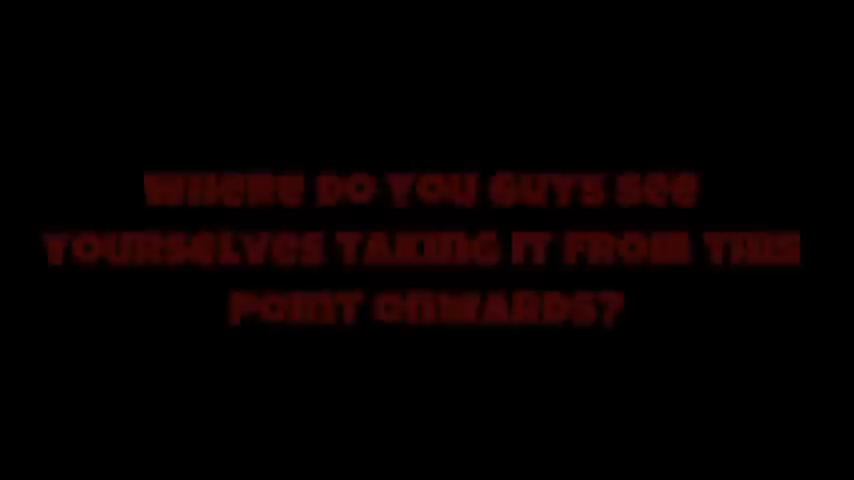 WHERE DO YOU GUYS SEE
YOURSELVES TAKING IT FROM THIS
POINT ONWARDS?